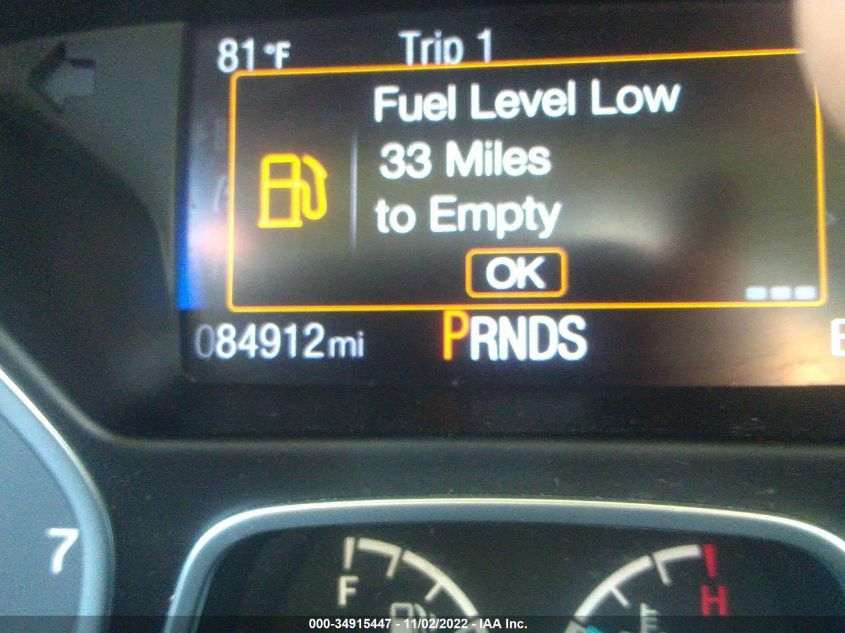 81°F Trip 1
Fuel Level Low
33 Miles
to Empty
OK
084912mi PRNDS
7
F H
000-34915447 - 11/02/2022 - IAA Inc.